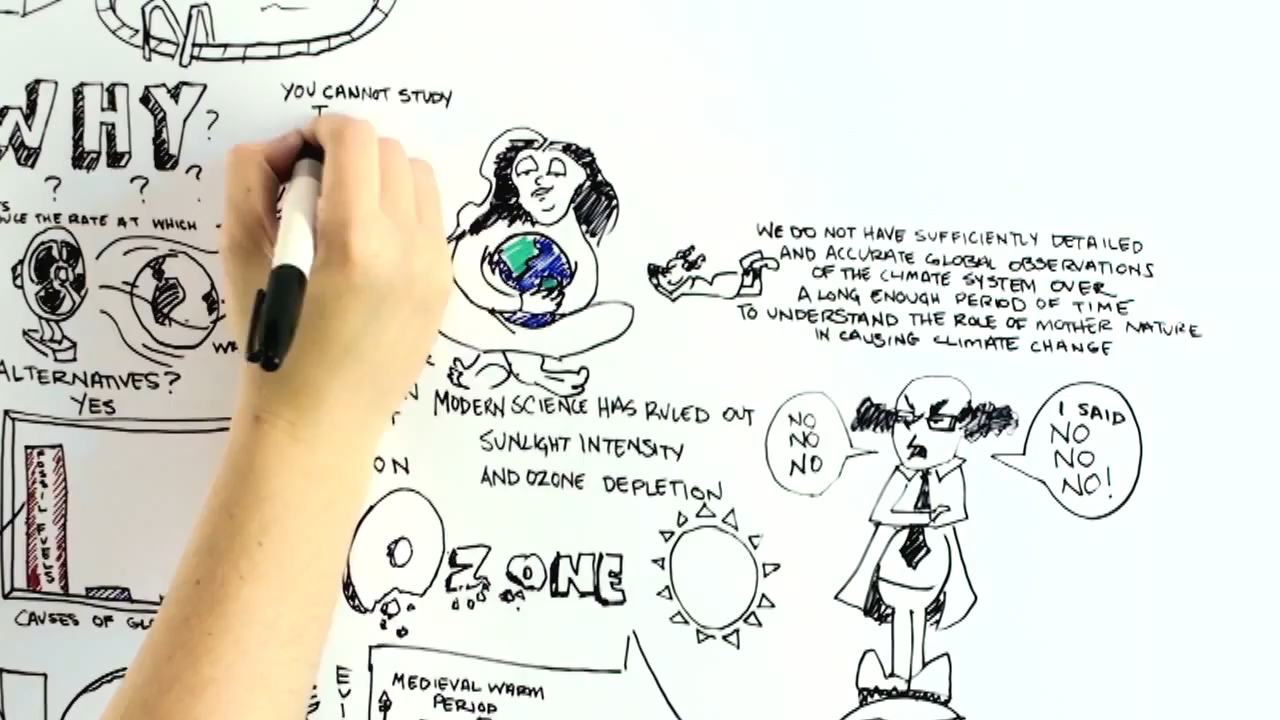 WHY?
? ? ?
YOU CANNOT STUDY
T
THE RATE AT WHICH
ALTERNATIVES?
YES
FOSSIL FUELS
CAUSES OF
WE DO NOT HAVE SUFFICIENTLY DETAILED
AND ACCURATE GLOBAL OBSERVATIONS
OF THE CLIMATE SYSTEM OVER
A LONG ENOUGH PERIOD OF TIME
TO UNDERSTAND THE ROLE OF MOTHER NATURE
IN CAUSING CLIMATE CHANGE
MODERN SCIENCE HAS RULED OUT
SUNLIGHT INTENSITY
AND OZONE DEPLETION
NO
NO
NO
I SAID
NO
NO
NO!
OZONE
MEDIEVAL WARM
PERIOD